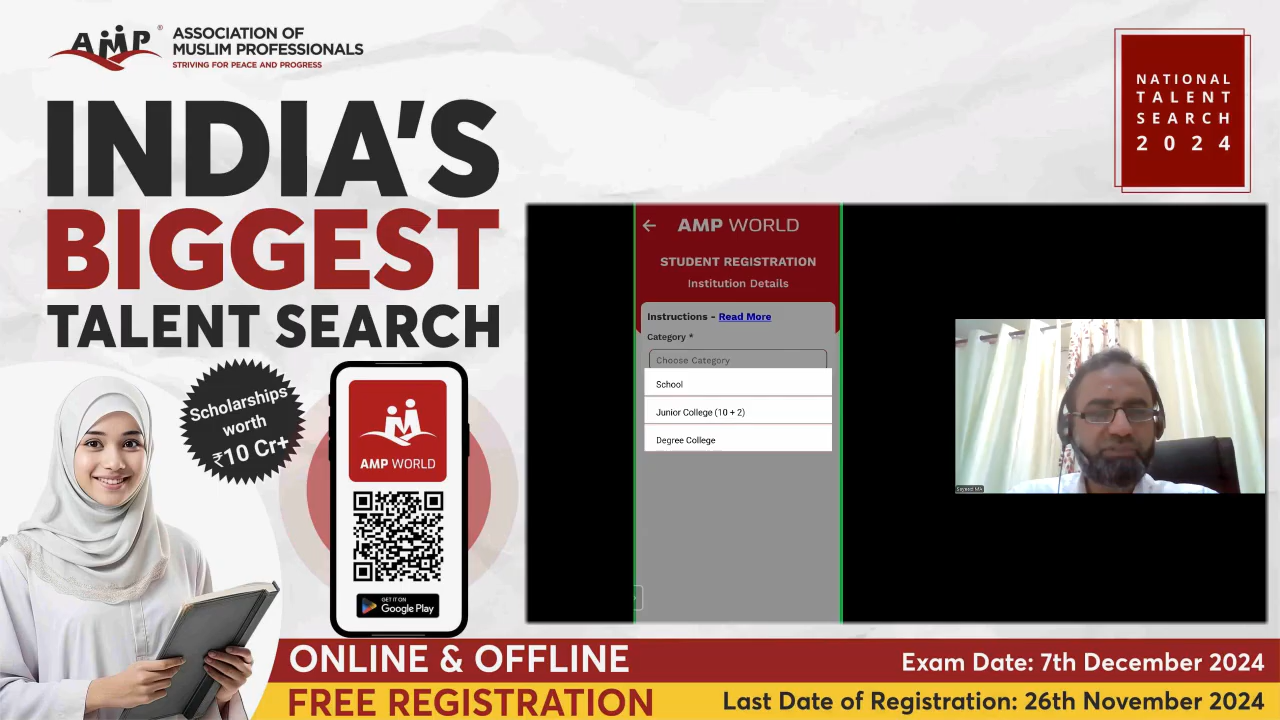 AMP®
ASSOCIATION OF
MUSLIM PROFESSIONALS
STRIVING FOR PEACE AND PROGRESS
NATIONAL
TALENT
SEARCH
2024
INDIA'S
BIGGEST
TALENT SEARCH
Scholarships
worth
₹10 Cr+
AMP WORLD
GET IT ON
Google Play
AMP WORLD
STUDENT REGISTRATION
Institution Details
Instructions - Read More
Category *
Choose Category
School
Junior College (10 + 2)
Degree College
Sayeed MA
ONLINE & OFFLINE
FREE REGISTRATION
Exam Date: 7th December 2024
Last Date of Registration: 26th November 2024